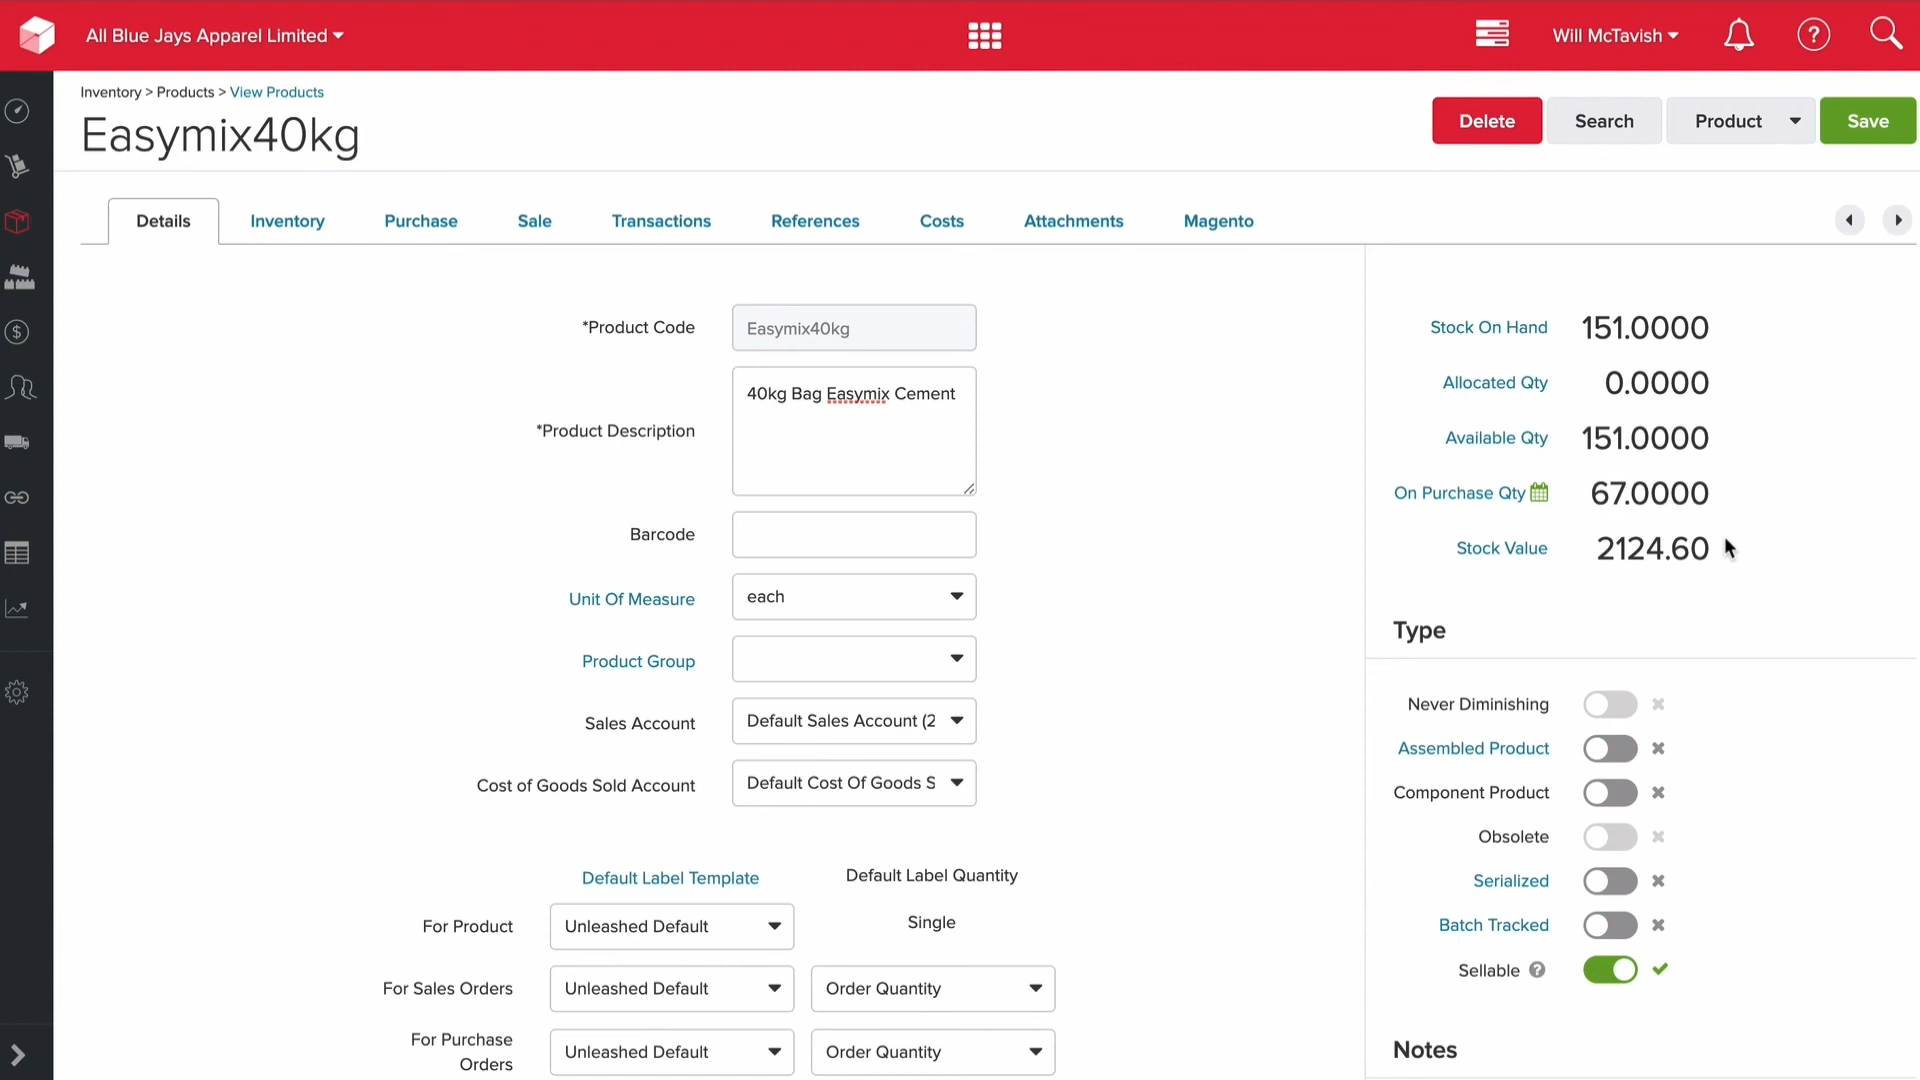 All Blue Jays Apparel Limited
Will McTavish
?
Inventory > Products > View Products
Easymix40kg
Delete
Search
Product
Save
Details
Inventory
Purchase
Sale
Transactions
References
Costs
Attachments
Magento
*Product Code
Easymix40kg
*Product Description
40kg Bag Easymix Cement
Barcode
Unit Of Measure
each
Product Group
Sales Account
Default Sales Account (2
Cost of Goods Sold Account
Default Cost Of Goods S
Default Label Template
Default Label Quantity
For Product
Unleashed Default
Single
For Sales Orders
Unleashed Default
Order Quantity
For Purchase
Orders
Unleashed Default
Order Quantity
Stock On Hand
151.0000
Allocated Qty
0.0000
Available Qty
151.0000
On Purchase Qty
67.0000
Stock Value
2124.60
Type
Never Diminishing
Assembled Product
Component Product
Obsolete
Serialized
Batch Tracked
Sellable ?
Notes